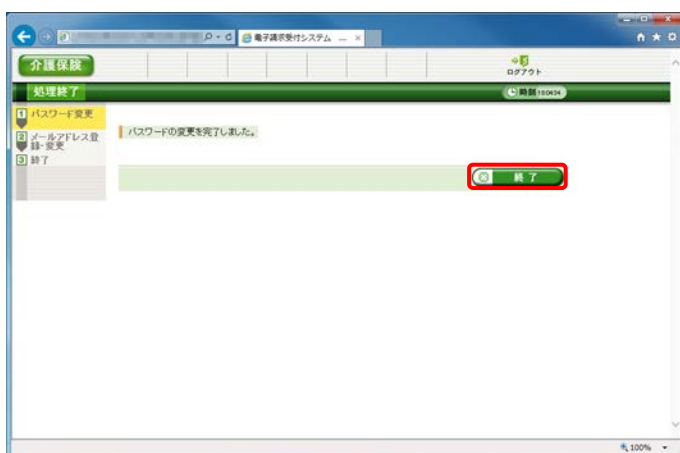 電子請求受付システム —
介護保険
ログアウト
処理終了
時刻 180434
1 パスワード変更
2 メールアドレス登
録・変更
3 終了
パスワードの変更を完了しました。
終了
100%